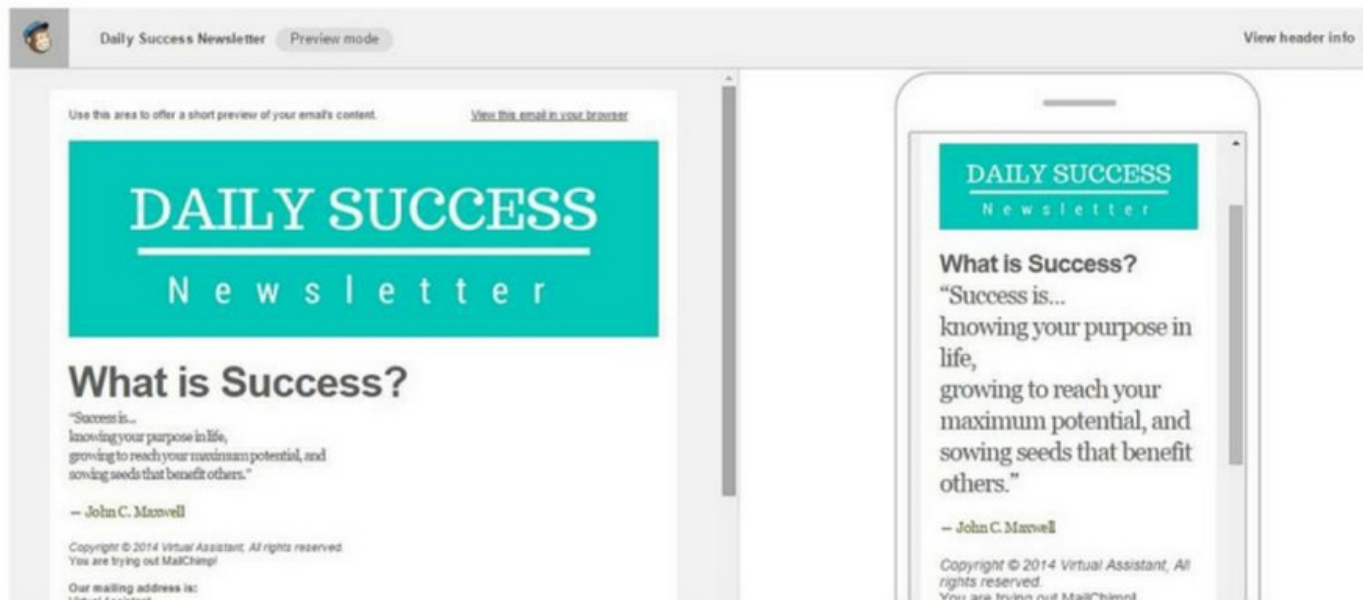 Daily Success Newsletter Preview mode View header info
Use this area to offer a short preview of your email's content. View this email in your browser
DAILY SUCCESS
Newsletter
What is Success?
"Success is...
knowing your purpose in life,
growing to reach your maximum potential, and
sowing seeds that benefit others."
– John C. Maxwell
Copyright © 2014 Virtual Assistant, All rights reserved.
You are trying out MailChimp!
Our mailing address is:
Virtual Assistant
DAILY SUCCESS
Newsletter
What is Success?
“Success is...
knowing your purpose in
life,
growing to reach your
maximum potential, and
sowing seeds that benefit
others.”
– John C. Maxwell
Copyright © 2014 Virtual Assistant, All
rights reserved.
You are trying out MailChimp!